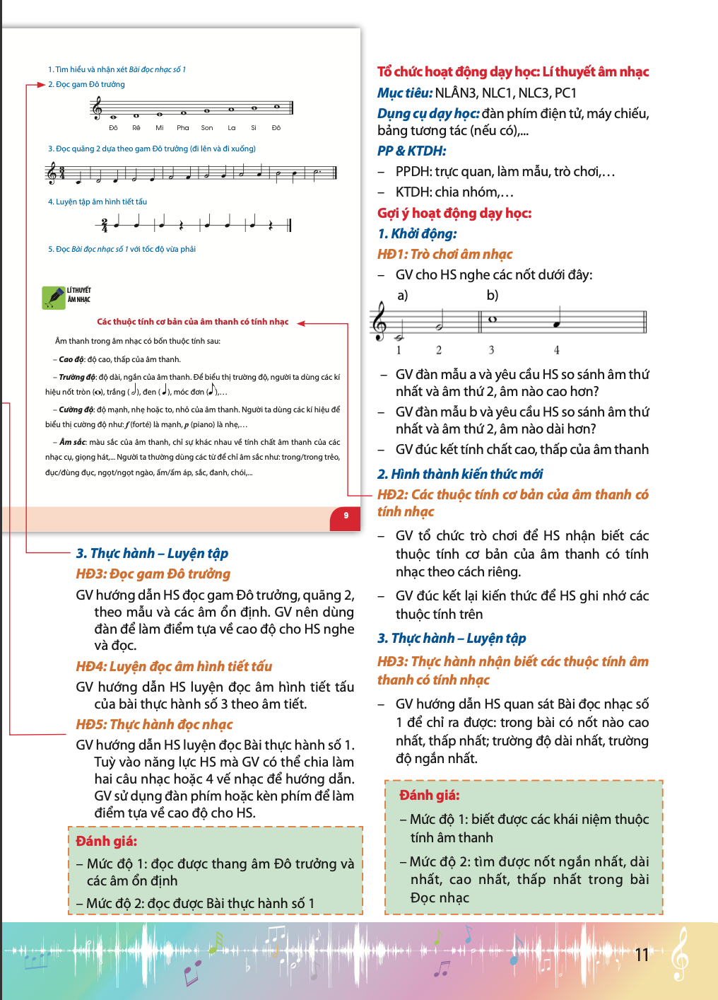 1. Tìm hiểu và nhận xét Bài đọc nhạc số 1
2. Đọc gam Đô trưởng
Đô Rê Mi Pha Son La Si Đô
3. Đọc quãng 2 dựa theo gam Đô trưởng (đi lên và đi xuống)
3
4
4. Luyện tập âm hình tiết tấu
2
4
5. Đọc Bài đọc nhạc số 1 với tốc độ vừa phải
LÍ THUYẾT
ÂM NHẠC
Các thuộc tính cơ bản của âm thanh có tính nhạc
Âm thanh trong âm nhạc có bốn thuộc tính sau:
– Cao độ: độ cao, thấp của âm thanh.
– Trường độ: độ dài, ngắn của âm thanh. Để biểu thị trường độ, người ta dùng các kí
hiệu nốt tròn (𝅝), trắng (𝅗𝅥), đen (♩), móc đơn (♪),...
– Cường độ: độ mạnh, nhẹ hoặc to, nhỏ của âm thanh. Người ta dùng các kí hiệu để
biểu thị cường độ như: f (forté) là mạnh, p (piano) là nhẹ,...
– Âm sắc: màu sắc của âm thanh, chỉ sự khác nhau về tính chất âm thanh của các
nhạc cụ, giọng hát,... Người ta thường dùng các từ để chỉ âm sắc như: trong/trong trẻo,
đục/đùng đục, ngọt/ngọt ngào, ấm/ấm áp, sắc, đanh, chói,...
9
3. Thực hành – Luyện tập
HĐ3: Đọc gam Đô trưởng
GV hướng dẫn HS đọc gam Đô trưởng, quãng 2,
theo mẫu và các âm ổn định. GV nên dùng
đàn để làm điểm tựa về cao độ cho HS nghe
và đọc.
HĐ4: Luyện đọc âm hình tiết tấu
GV hướng dẫn HS luyện đọc âm hình tiết tấu
của bài thực hành số 3 theo âm tiết.
HĐ5: Thực hành đọc nhạc
GV hướng dẫn HS luyện đọc Bài thực hành số 1.
Tuỳ vào năng lực HS mà GV có thể chia làm
hai câu nhạc hoặc 4 vế nhạc để hướng dẫn.
GV sử dụng đàn phím hoặc kèn phím để làm
điểm tựa về cao độ cho HS.
Đánh giá:
– Mức độ 1: đọc được thang âm Đô trưởng và
các âm ổn định
– Mức độ 2: đọc được Bài thực hành số 1
Tổ chức hoạt động dạy học: Lí thuyết âm nhạc
Mục tiêu: NLÂN3, NLC1, NLC3, PC1
Dụng cụ dạy học: đàn phím điện tử, máy chiếu,
bảng tương tác (nếu có),...
PP & KTDH:
– PPDH: trực quan, làm mẫu, trò chơi,...
– KTDH: chia nhóm,...
Gợi ý hoạt động dạy học:
1. Khởi động:
HĐ1: Trò chơi âm nhạc
– GV cho HS nghe các nốt dưới đây:
a) b)
1 2 3 4
– GV đàn mẫu a và yêu cầu HS so sánh âm thứ
nhất và âm thứ 2, âm nào cao hơn?
– GV đàn mẫu b và yêu cầu HS so sánh âm thứ
nhất và âm thứ 2, âm nào dài hơn?
– GV đúc kết tính chất cao, thấp của âm thanh
2. Hình thành kiến thức mới
HĐ2: Các thuộc tính cơ bản của âm thanh có
tính nhạc
– GV tổ chức trò chơi để HS nhận biết các
thuộc tính cơ bản của âm thanh có tính
nhạc theo cách riêng.
– GV đúc kết lại kiến thức để HS ghi nhớ các
thuộc tính trên
3. Thực hành – Luyện tập
HĐ3: Thực hành nhận biết các thuộc tính âm
thanh có tính nhạc
– GV hướng dẫn HS quan sát Bài đọc nhạc số
1 để chỉ ra được: trong bài có nốt nào cao
nhất, thấp nhất; trường độ dài nhất, trường
độ ngắn nhất.
Đánh giá:
– Mức độ 1: biết được các khái niệm thuộc
tính âm thanh
– Mức độ 2: tìm được nốt ngắn nhất, dài
nhất, cao nhất, thấp nhất trong bài
Đọc nhạc
11